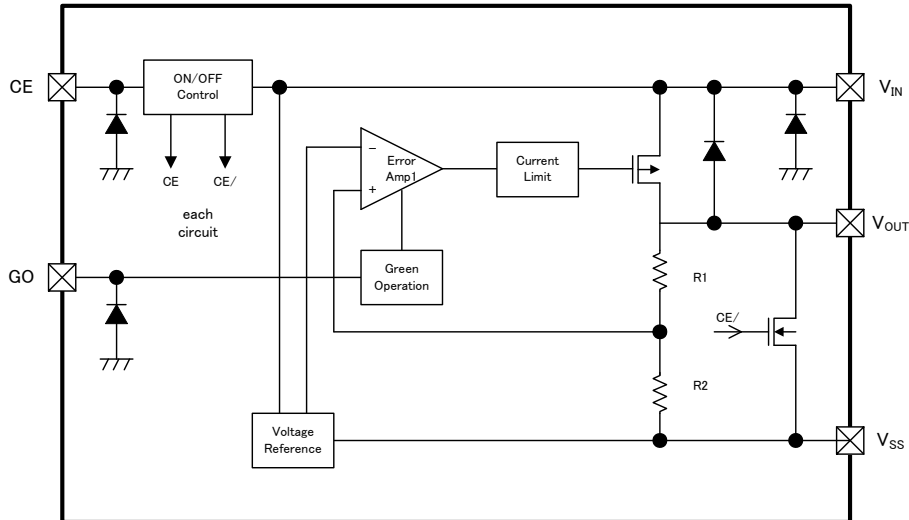 CE
ON/OFF
Control
CE
CE/
each
circuit
GO
−
+
Error
Amp1
Green
Operation
Current
Limit
Voltage
Reference
R1
R2
CE/
VIN
VOUT
VSS